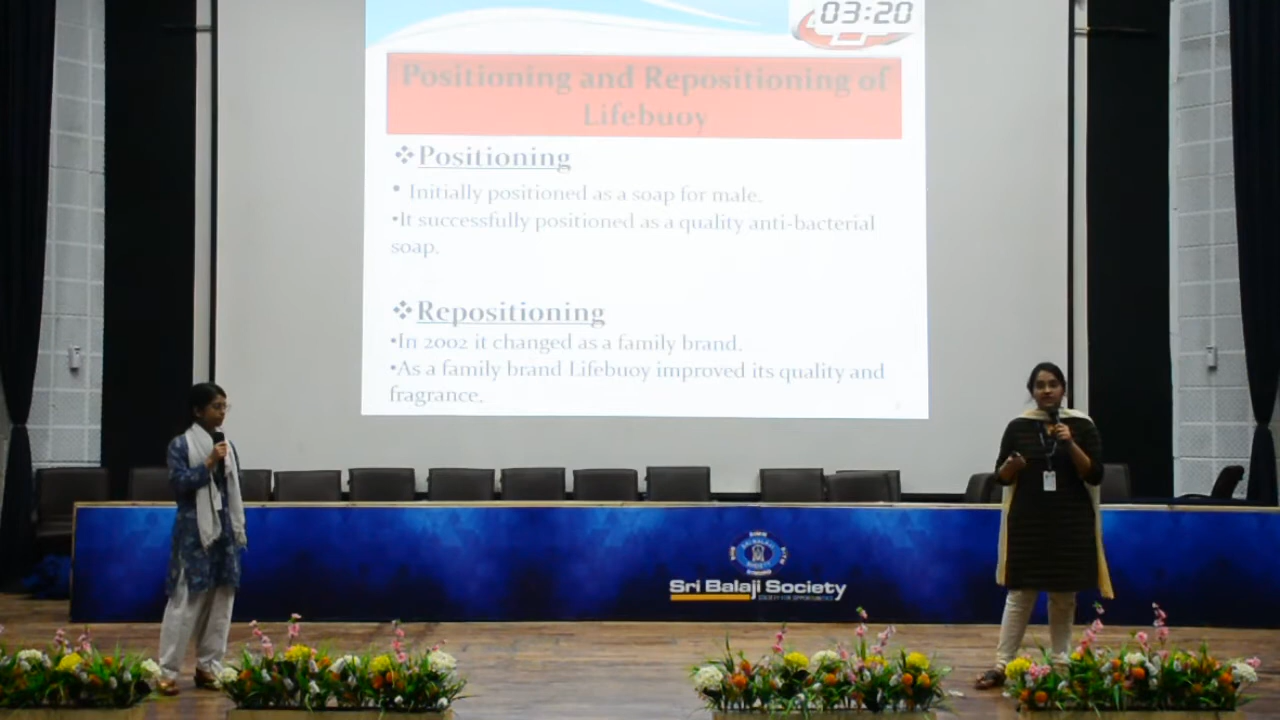 03:20
Positioning and Repositioning of
Lifebuoy
❖Positioning
• Initially positioned as a soap for male.
•It successfully positioned as a quality anti-bacterial
soap.
❖Repositioning
•In 2002 it changed as a family brand.
•As a family brand Lifebuoy improved its quality and
fragrance.
Sri Balaji Society